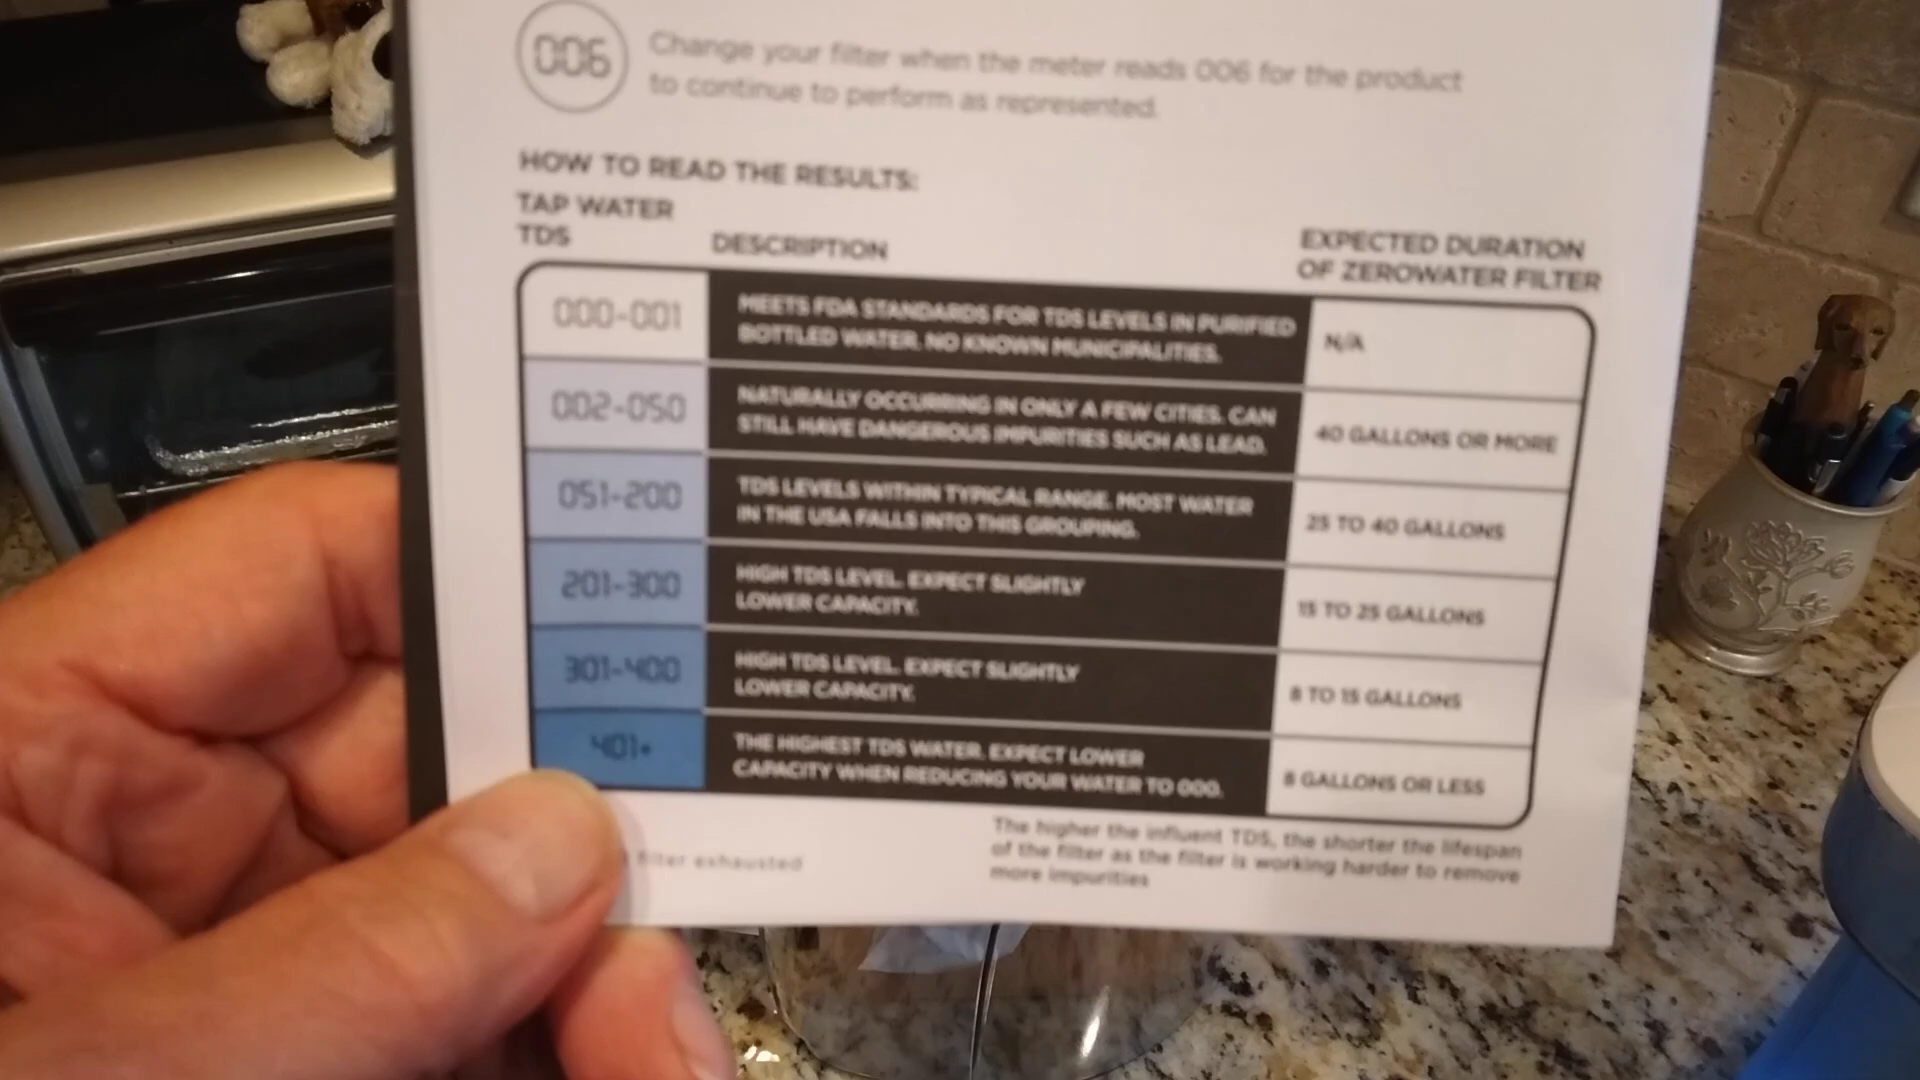 006
Change your filter when the meter reads 006 for the product
to continue to perform as represented.
HOW TO READ THE RESULTS:
TAP WATER
TDS
DESCRIPTION
EXPECTED DURATION
OF ZEROWATER FILTER
000-001
MEETS FDA STANDARDS FOR TDS LEVELS IN PURIFIED
BOTTLED WATER. NO KNOWN MUNICIPALITIES.
N/A
002-050
NATURALLY OCCURRING IN ONLY A FEW CITIES. CAN
STILL HAVE DANGEROUS IMPURITIES SUCH AS LEAD.
40 GALLONS OR MORE
051-200
TDS LEVELS WITHIN TYPICAL RANGE. MOST WATER
IN THE USA FALLS INTO THIS GROUPING.
25 TO 40 GALLONS
201-300
HIGH TDS LEVEL. EXPECT SLIGHTLY
LOWER CAPACITY.
15 TO 25 GALLONS
301-400
HIGH TDS LEVEL. EXPECT SLIGHTLY
LOWER CAPACITY.
8 TO 15 GALLONS
401+
THE HIGHEST TDS WATER. EXPECT LOWER
CAPACITY WHEN REDUCING YOUR WATER TO 000.
8 GALLONS OR LESS
filter exhausted
The higher the influent TDS, the shorter the lifespan
of the filter as the filter is working harder to remove
more impurities